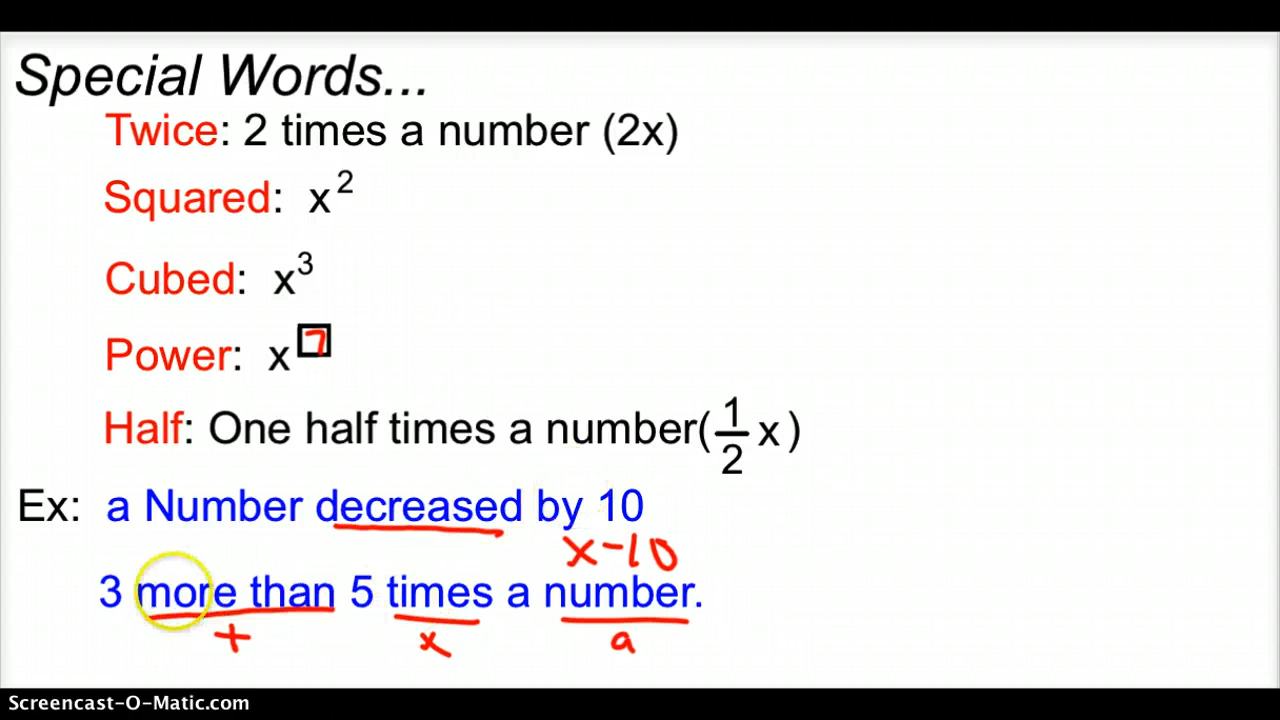 Special Words...
Twice: 2 times a number (2x)
Squared: x²
Cubed: x³
Power: x^7
Half: One half times a number(1/2 x)
Ex: a Number decreased by 10
x-10
3 more than 5 times a number.
+ x a
Screencast-O-Matic.com